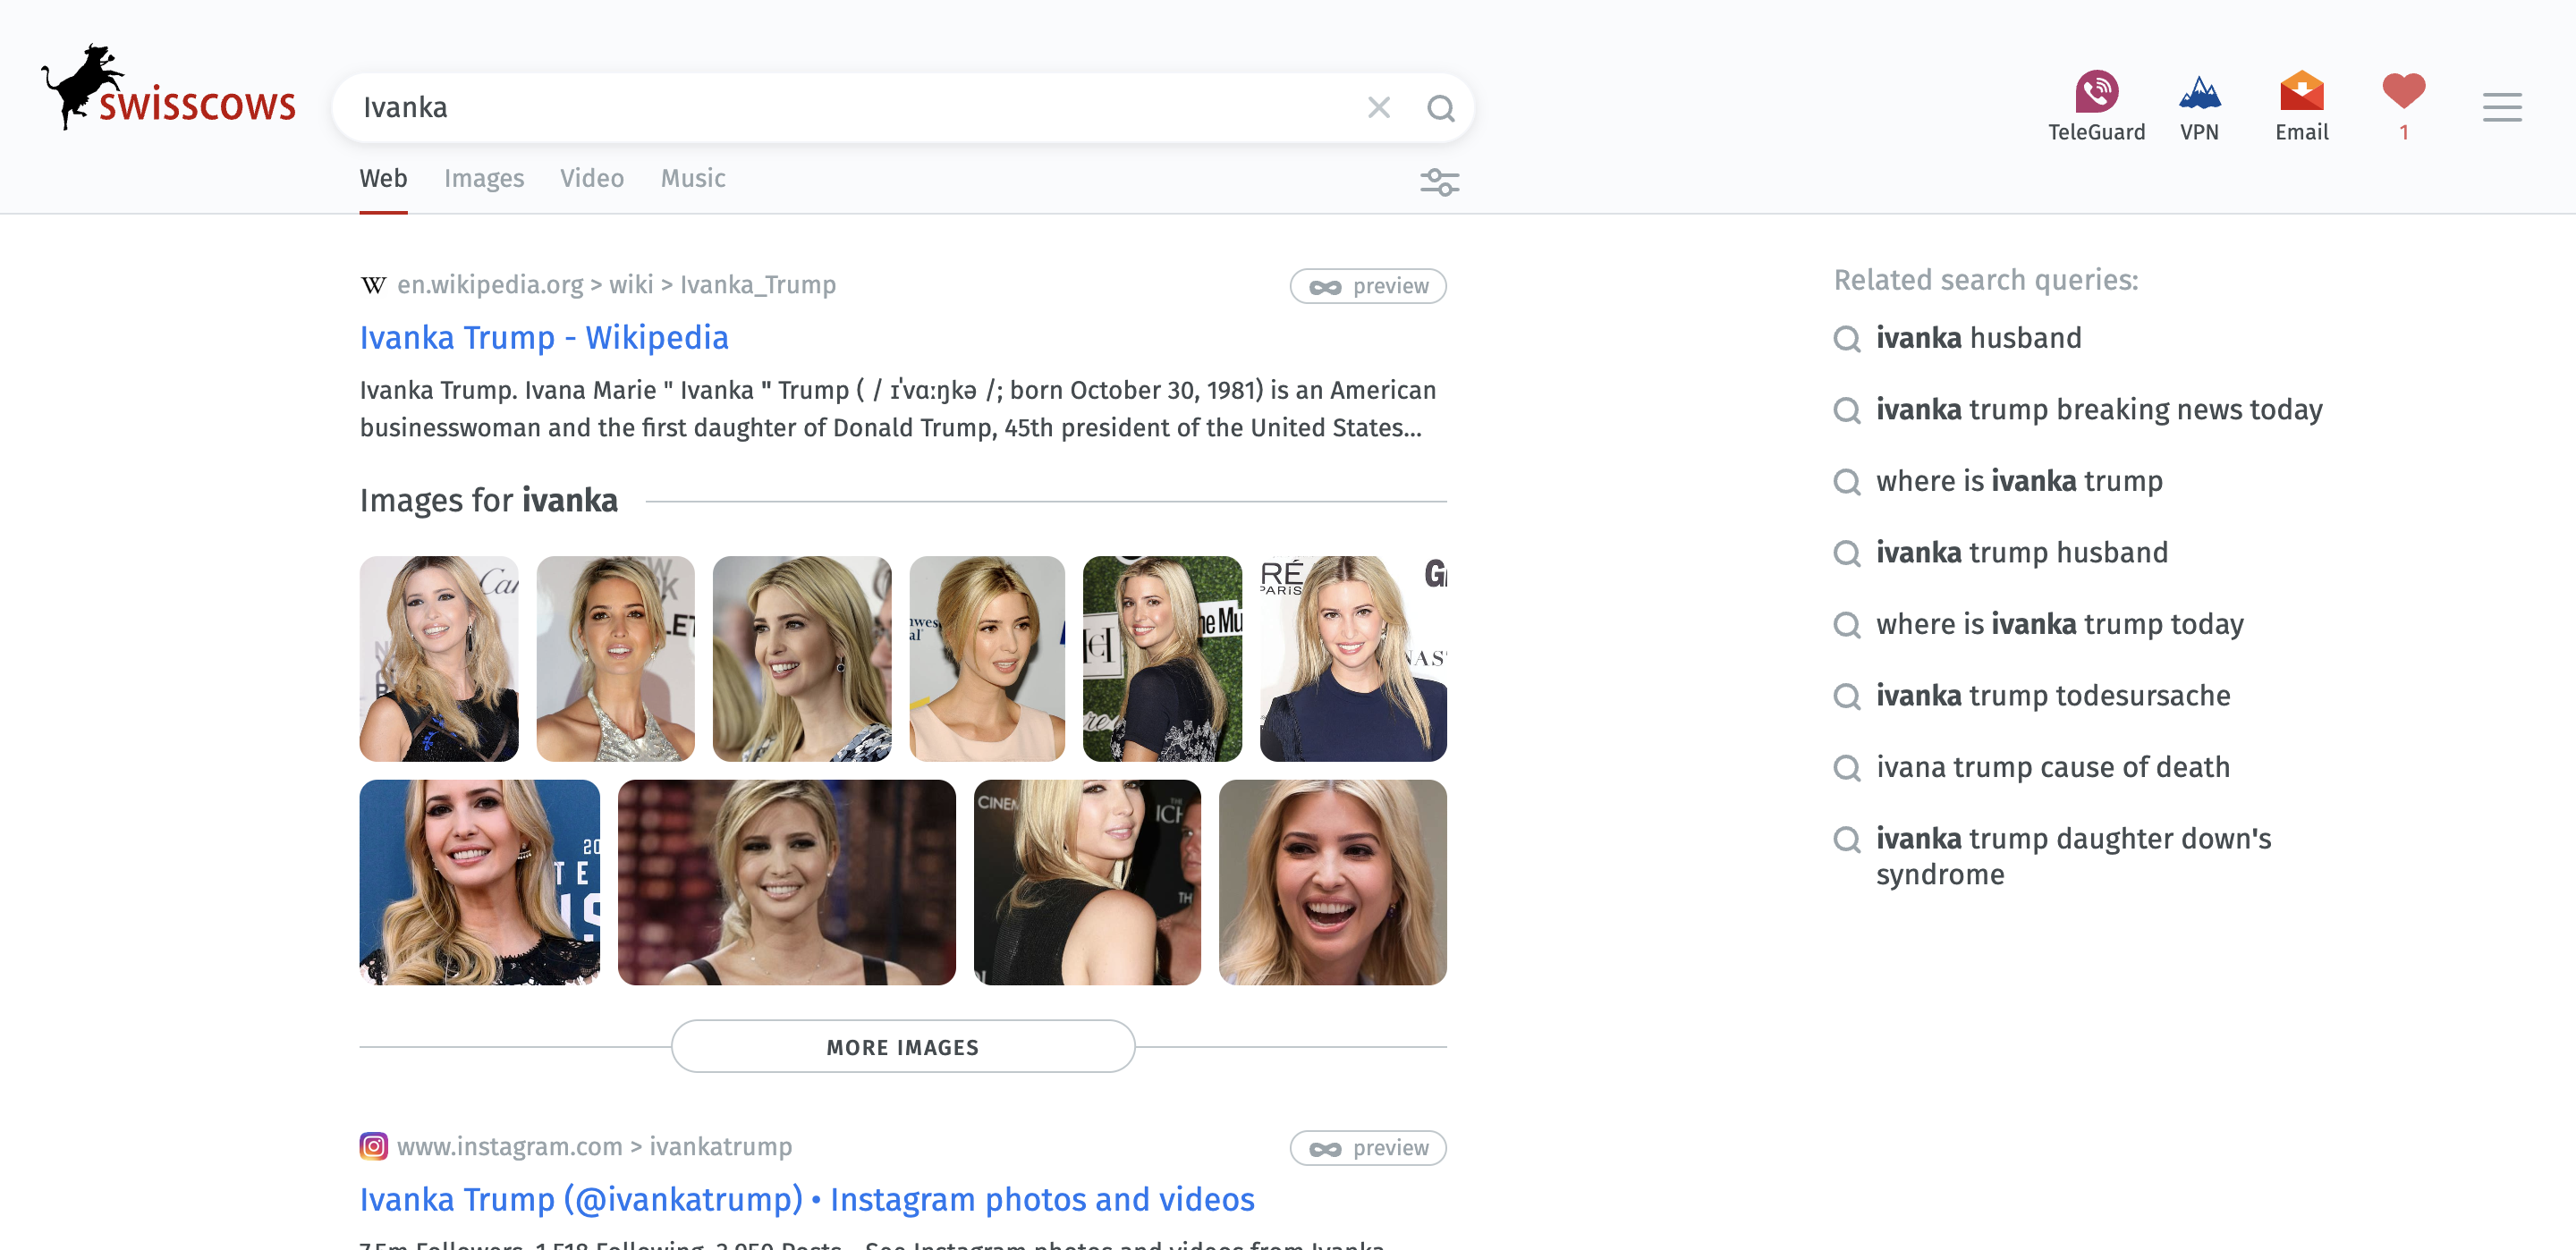 swisscows
Ivanka
TeleGuard
VPN
Email
1
Web
Images
Video
Music
en.wikipedia.org > wiki > Ivanka_Trump
preview
Ivanka Trump - Wikipedia
Ivanka Trump. Ivana Marie " Ivanka " Trump ( / ɪˈvɑːŋkə /; born October 30, 1981) is an American
businesswoman and the first daughter of Donald Trump, 45th president of the United States...
Images for ivanka
RÉ
PARIS
MORE IMAGES
www.instagram.com > ivankatrump
preview
Ivanka Trump (@ivankatrump) • Instagram photos and videos
Related search queries:
ivanka husband
ivanka trump breaking news today
where is ivanka trump
ivanka trump husband
where is ivanka trump today
ivanka trump todesursache
ivana trump cause of death
ivanka trump daughter down's
syndrome